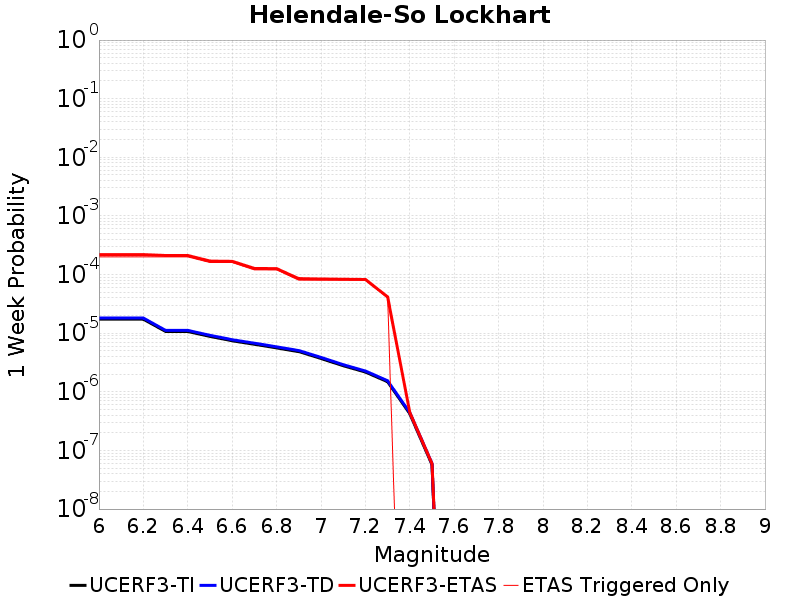 Helendale-So Lockhart
1 Week Probability
10^0
10^-1
10^-2
10^-3
10^-4
10^-5
10^-6
10^-7
10^-8
6 6.2 6.4 6.6 6.8 7 7.2 7.4 7.6 7.8 8 8.2 8.4 8.6 8.8 9
Magnitude
UCERF3-TI UCERF3-TD UCERF3-ETAS ETAS Triggered Only